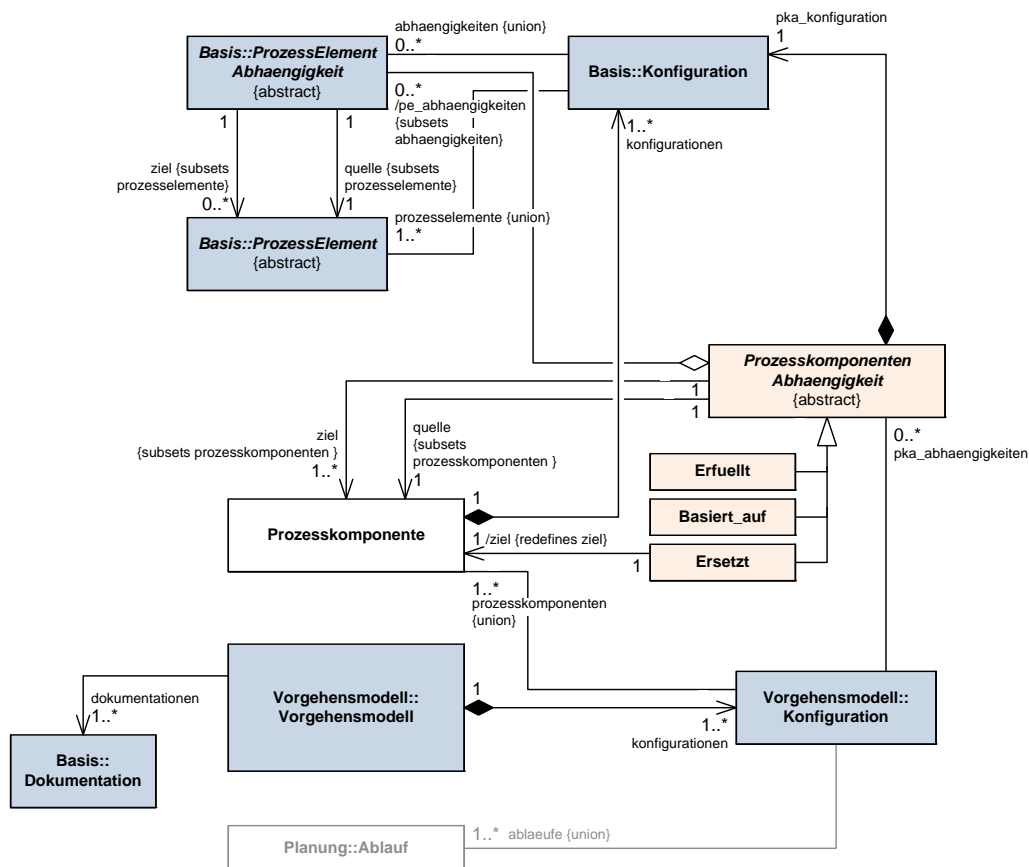 abhaengigkeiten {union}
0..*
pka_konfiguration
1
Basis::ProzessElement
Abhaengigkeit
{abstract}
Basis::Konfiguration
0..*
/pe_abhaengigkeiten
{subsets
abhaengigkeiten}
1
1
1..*
konfigurationen
ziel {subsets
prozesselemente}
0..*
quelle {subsets
prozesselemente}
1
Basis::ProzessElement
{abstract}
prozesselemente {union}
1..*
Prozesskomponenten
Abhaengigkeit
{abstract}
1
1
ziel
{subsets prozesskomponenten }
1..*
quelle
{subsets
prozesskomponenten }
1
0..*
pka_abhaengigkeiten
Erfuellt
Basiert_auf
Ersetzt
Prozesskomponente
1
1 /ziel {redefines ziel}
1
1..*
prozesskomponenten
{union}
Vorgehensmodell::
Vorgehensmodell
1
1..*
konfigurationen
Vorgehensmodell::
Konfiguration
dokumentationen
1..*
Basis::
Dokumentation
Planung::Ablauf
1..* ablaeufe {union}